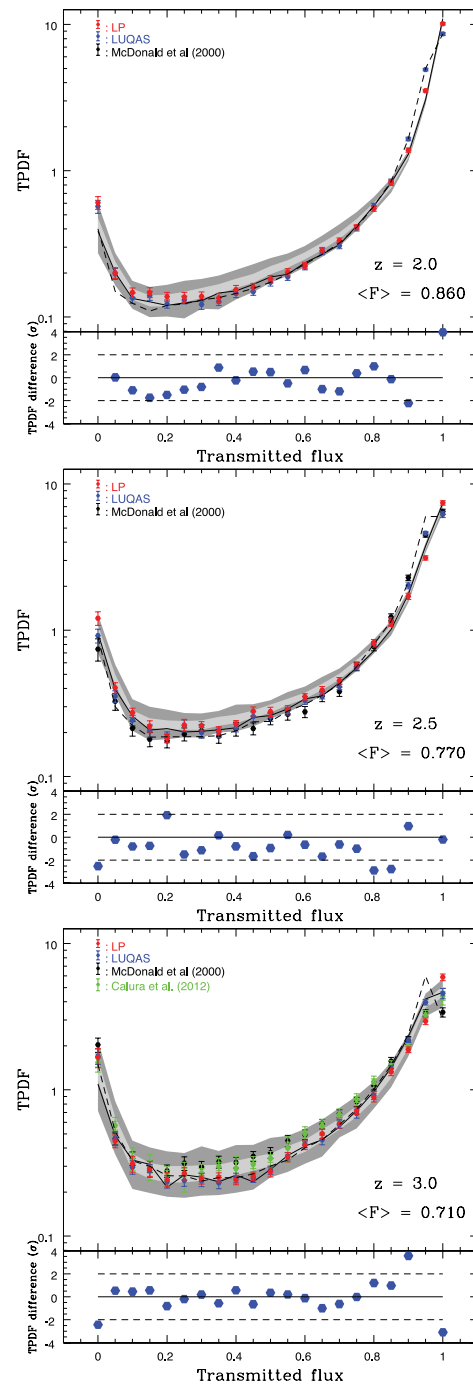 10
: LP
: LUQAS
: McDonald et al (2000)
TPDF
1
z = 2.0
<F> = 0.860
0.1
TPDF difference (σ)
4
2
0
-2
-4
0 0.2 0.4 0.6 0.8 1
Transmitted flux
10
: LP
: LUQAS
: McDonald et al (2000)
TPDF
1
z = 2.5
<F> = 0.770
0.1
TPDF difference (σ)
4
2
0
-2
-4
0 0.2 0.4 0.6 0.8 1
Transmitted flux
10
: LP
: LUQAS
: McDonald et al (2000)
: Calura et al. (2012)
TPDF
1
z = 3.0
<F> = 0.710
0.1
TPDF difference (σ)
4
2
0
-2
-4
0 0.2 0.4 0.6 0.8 1
Transmitted flux